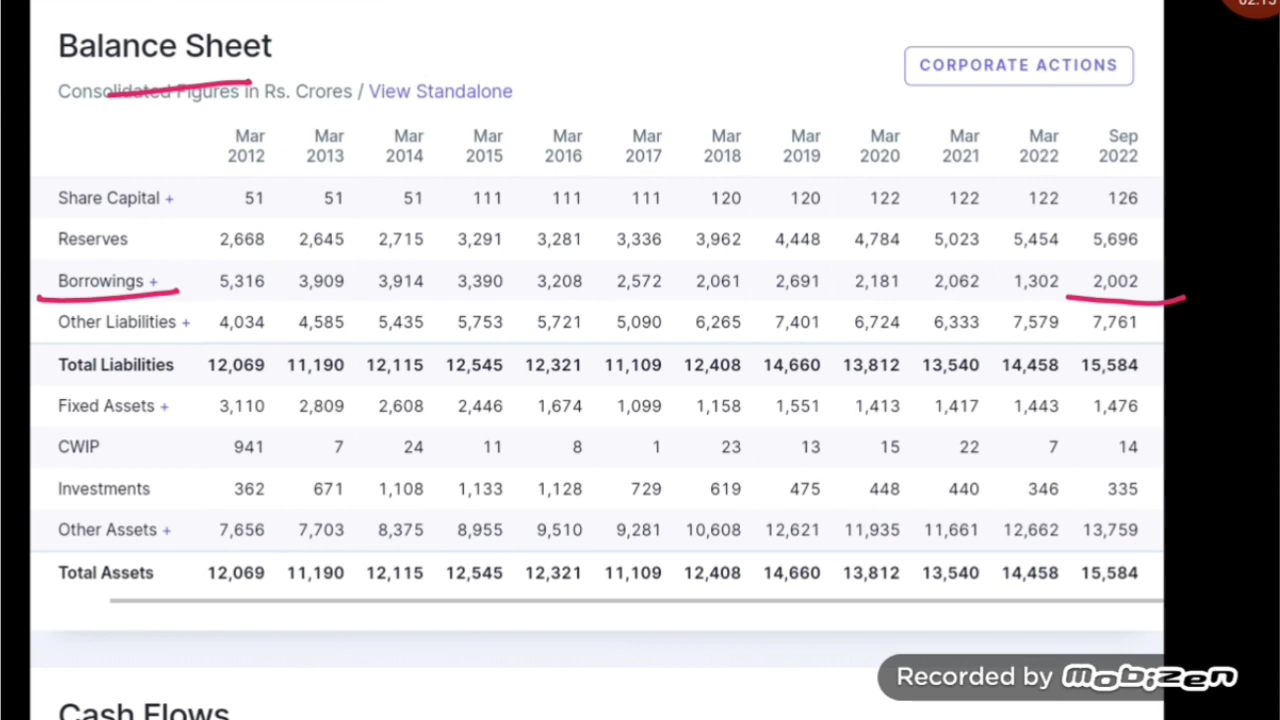 02:15
Balance Sheet
CORPORATE ACTIONS
Consolidated Figures in Rs. Crores / View Standalone
Mar Mar Mar Mar Mar Mar Mar Mar Mar Mar Mar Sep
2012 2013 2014 2015 2016 2017 2018 2019 2020 2021 2022 2022
Share Capital + 51 51 51 111 111 111 120 120 122 122 122 126
Reserves 2,668 2,645 2,715 3,291 3,281 3,336 3,962 4,448 4,784 5,023 5,454 5,696
Borrowings + 5,316 3,909 3,914 3,390 3,208 2,572 2,061 2,691 2,181 2,062 1,302 2,002
Other Liabilities + 4,034 4,585 5,435 5,753 5,721 5,090 6,265 7,401 6,724 6,333 7,579 7,761
Total Liabilities 12,069 11,190 12,115 12,545 12,321 11,109 12,408 14,660 13,812 13,540 14,458 15,584
Fixed Assets + 3,110 2,809 2,608 2,446 1,674 1,099 1,158 1,551 1,413 1,417 1,443 1,476
CWIP 941 7 24 11 8 1 23 13 15 22 7 14
Investments 362 671 1,108 1,133 1,128 729 619 475 448 440 346 335
Other Assets + 7,656 7,703 8,375 8,955 9,510 9,281 10,608 12,621 11,935 11,661 12,662 13,759
Total Assets 12,069 11,190 12,115 12,545 12,321 11,109 12,408 14,660 13,812 13,540 14,458 15,584
Recorded by Mobizen
Cash Flows